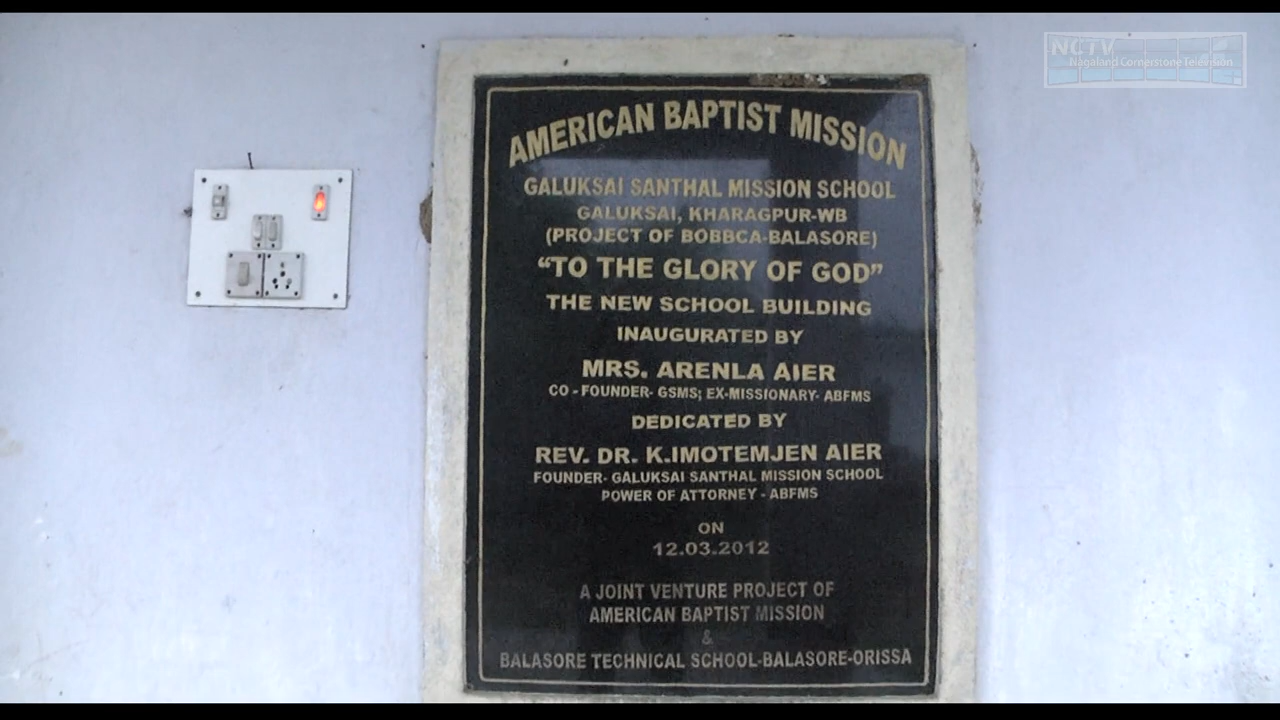 NCTV
Nagaland Cornerstone Television
AMERICAN BAPTIST MISSION
GALUKSAI SANTHAL MISSION SCHOOL
GALUKSAI, KHARAGPUR-WB
(PROJECT OF BOBBCA-BALASORE)
“TO THE GLORY OF GOD”
THE NEW SCHOOL BUILDING
INAUGURATED BY
MRS. ARENLA AIER
CO - FOUNDER- GSMS; EX-MISSIONARY- ABFMS
DEDICATED BY
REV. DR. K.IMOTEMJEN AIER
FOUNDER- GALUKSAI SANTHAL MISSION SCHOOL
POWER OF ATTORNEY - ABFMS
ON
12.03.2012
A JOINT VENTURE PROJECT OF
AMERICAN BAPTIST MISSION
&
BALASORE TECHNICAL SCHOOL-BALASORE-ORISSA